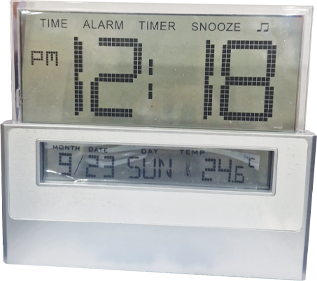 TIME ALARM TIMER SNOOZE
PM 12:18
MONTH DATE DAY TEMP
9/23 SUN 24.6 °C